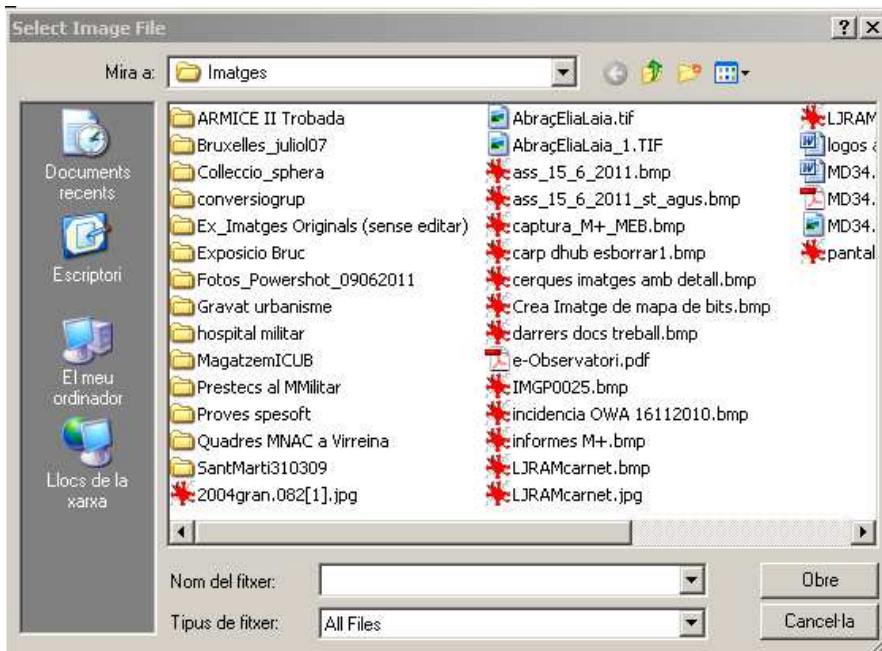 Select Image File
Mira a:
Imatges
Documents
recents
Escriptori
El meu
ordinador
Llocs de la
xarxa
ARMICE II Trobada
Bruxelles_juliol07
Colleccio_sphera
conversiogrup
Ex_Imatges Originals (sense editar)
Exposicio Bruc
Fotos_Powershot_09062011
Gravat urbanisme
hospital militar
MagatzemICUB
Prestecs al MMilitar
Proves spesoft
Quadres MNAC a Virreina
SantMarti310309
2004gran.082[1].jpg
AbraçEliaLaia.tif
AbraçEliaLaia_1.TIF
ass_15_6_2011.bmp
ass_15_6_2011_st_agus.bmp
captura_M+_MEB.bmp
carp dhub esborrar1.bmp
cerques imatges amb detall.bmp
Crea Imatge de mapa de bits.bmp
darrers docs treball.bmp
e-Observatori.pdf
IMGP0025.bmp
incidencia OWA 16112010.bmp
informes M+.bmp
LJRAMcarnet.bmp
LJRAMcarnet.jpg
LJRAM
logos a
MD34.
MD34.
MD34.
pantal
Nom del fitxer:
Obre
Tipus de fitxer:
All Files
Cancel·la